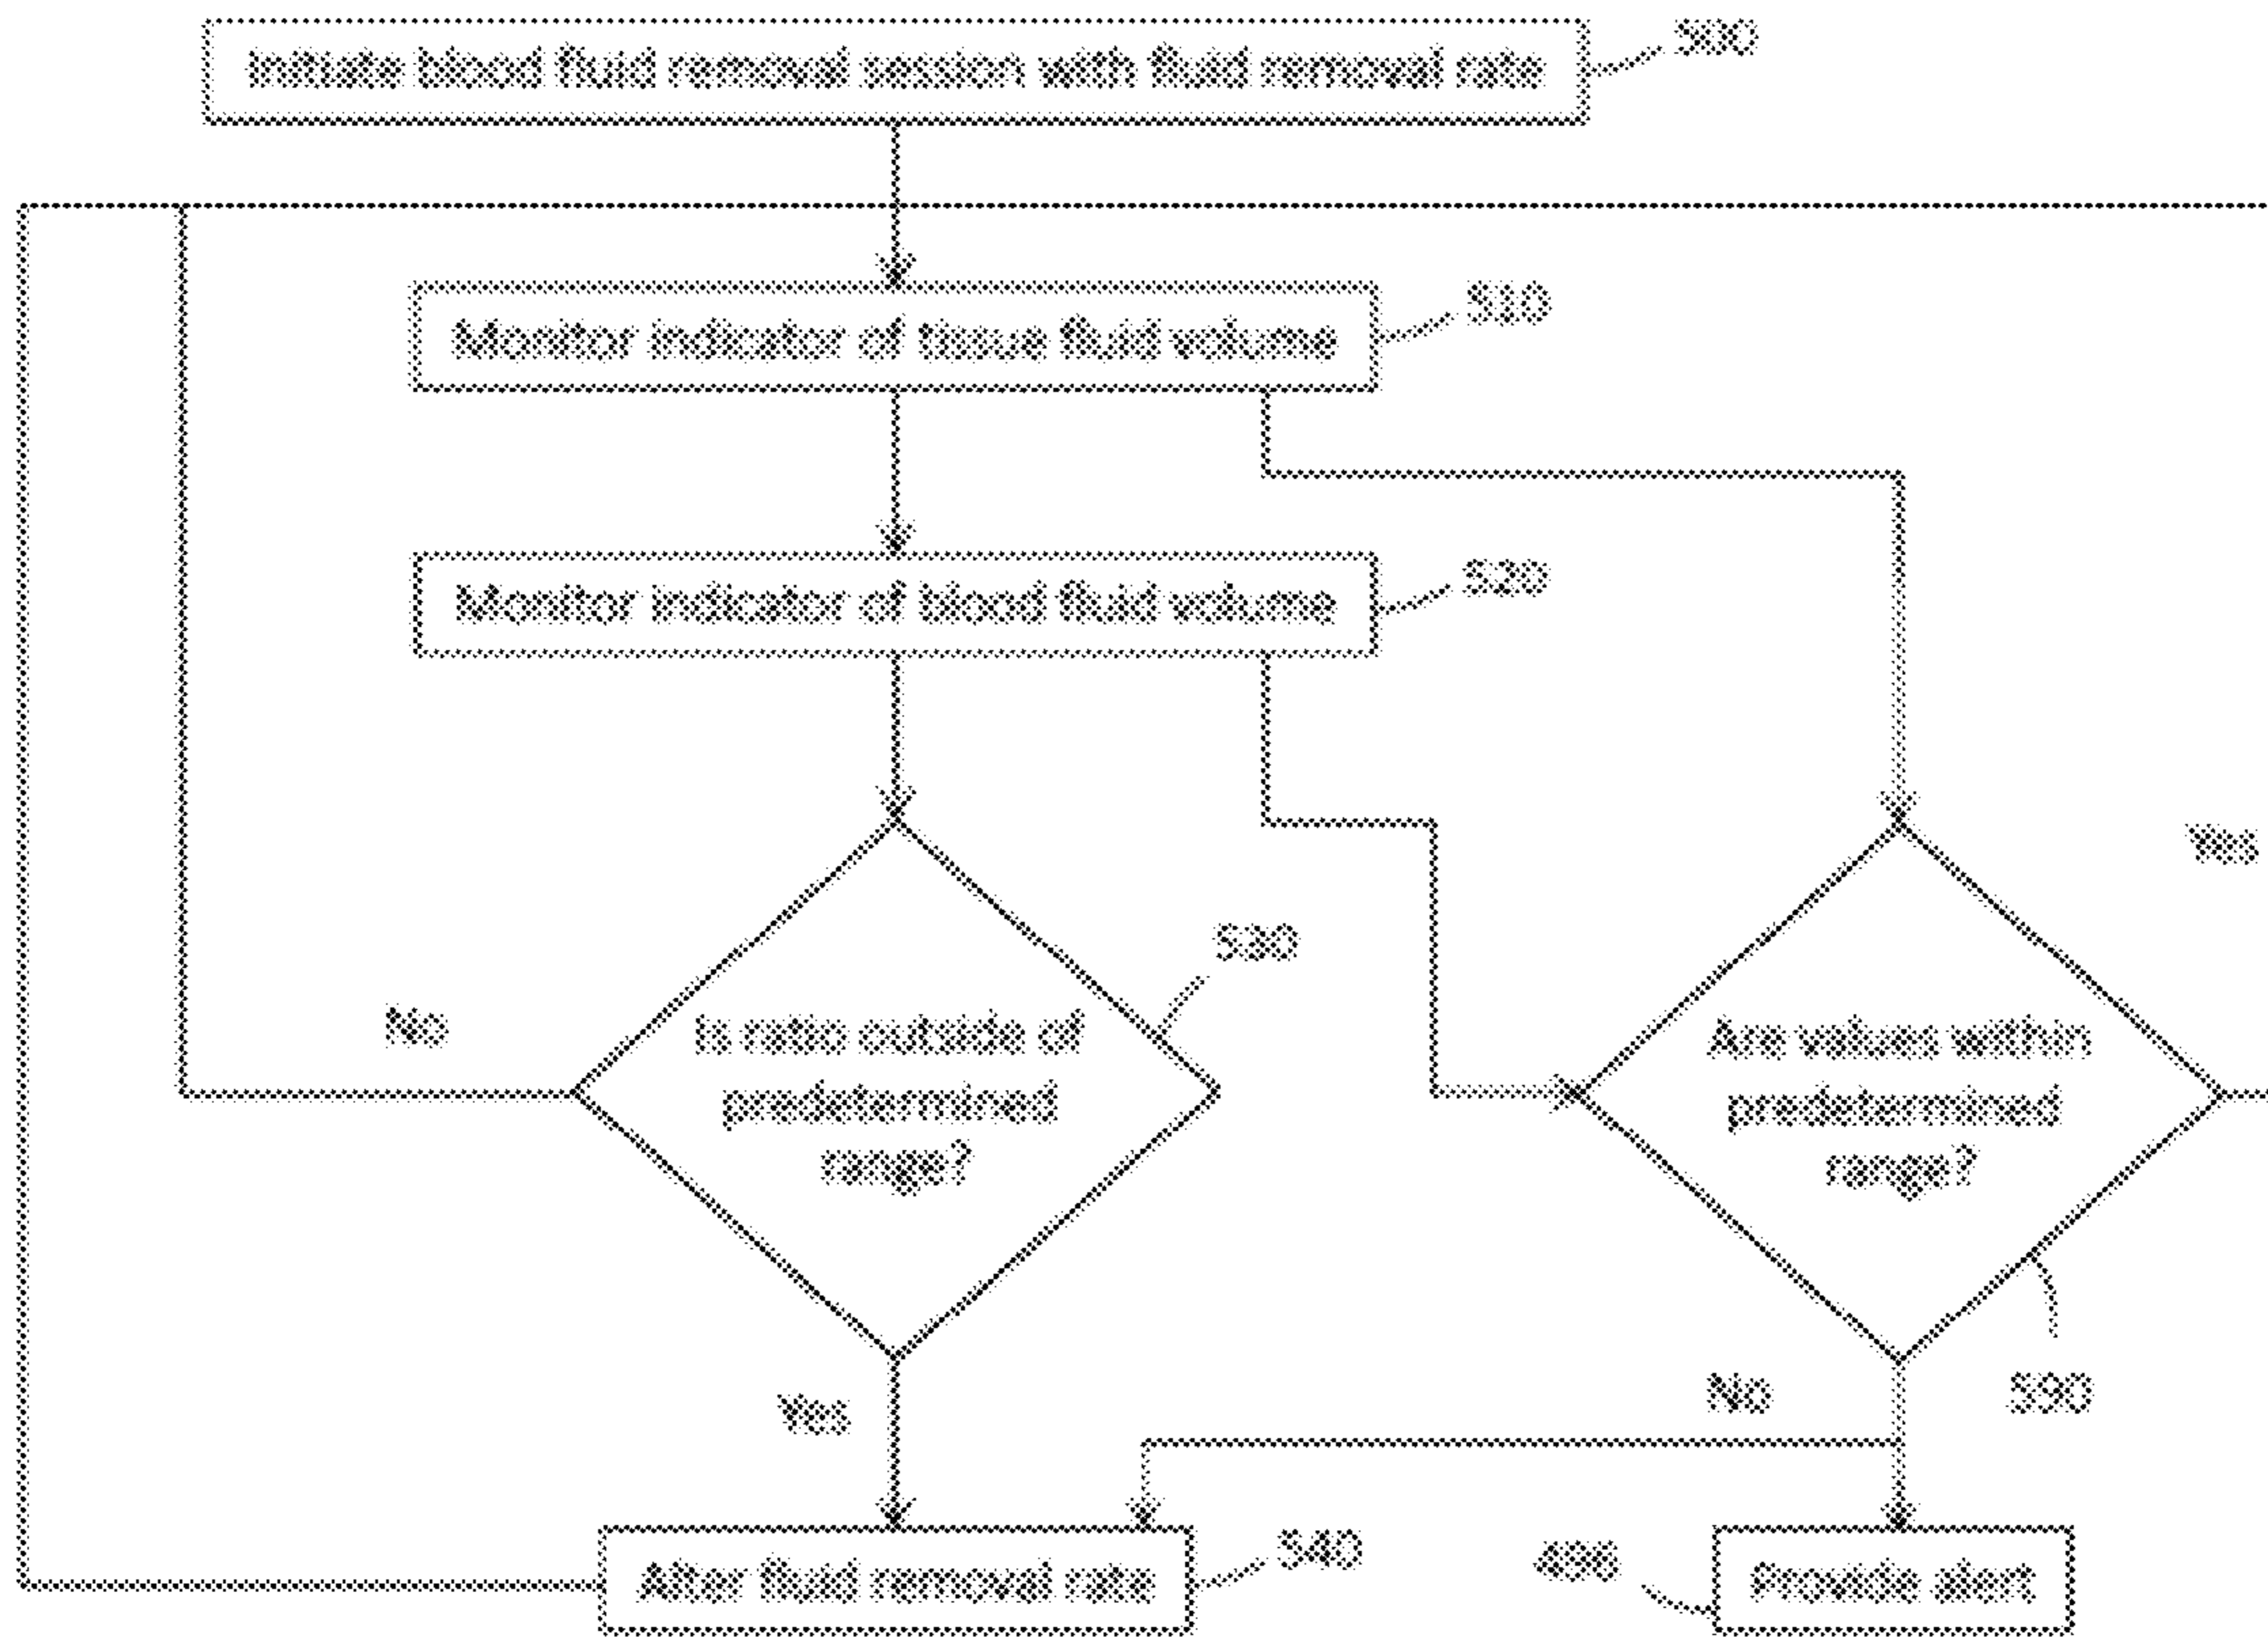 Initiate blood fluid removal session with fluid removal rate
500
Monitor indicator of tissue fluid volume
510
Monitor indicator of blood fluid volume
520
Yes
530
No
Is ratio outside of
predetermined
range?
Are values within
predetermined
range?
Yes
No
590
Alter fluid removal rate
540
Provide alert